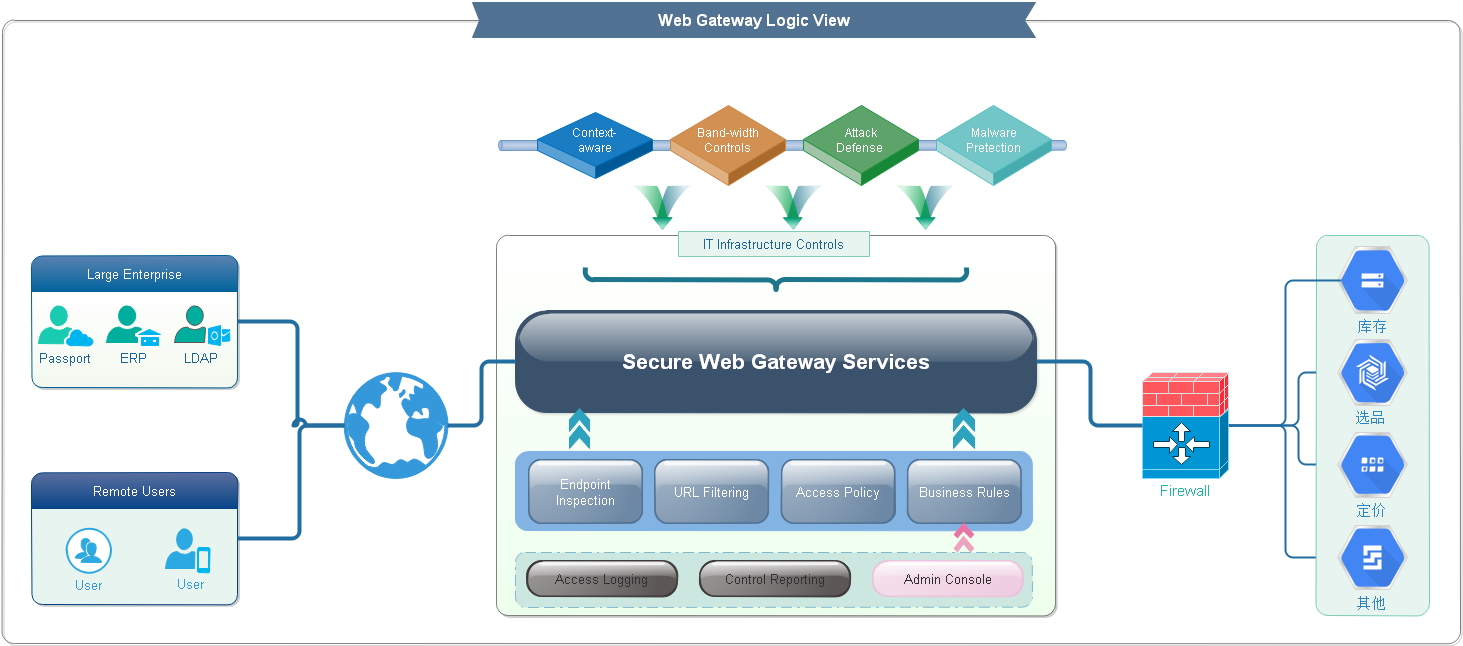 Web Gateway Logic View
Context-
aware
Band-width
Controls
Attack
Defense
Malware
Pretection
IT Infrastructure Controls
Large Enterprise
Passport
ERP
LDAP
Remote Users
User
User
Secure Web Gateway Services
Endpoint
Inspection
URL Filtering
Access Policy
Business Rules
Access Logging
Control Reporting
Admin Console
Firewall
库存
选品
定价
其他